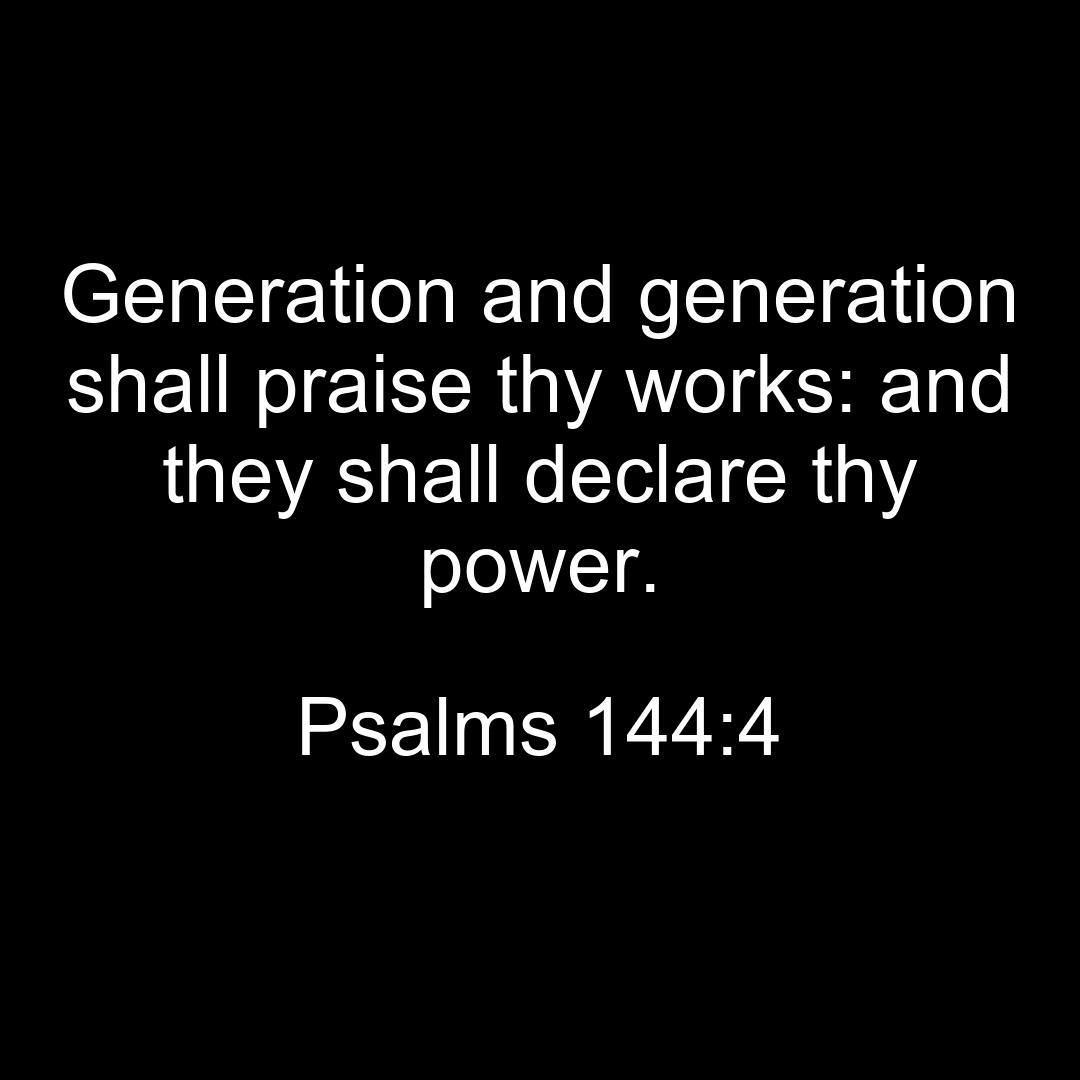 Generation and generation
shall praise thy works: and
they shall declare thy
power.
Psalms 144:4